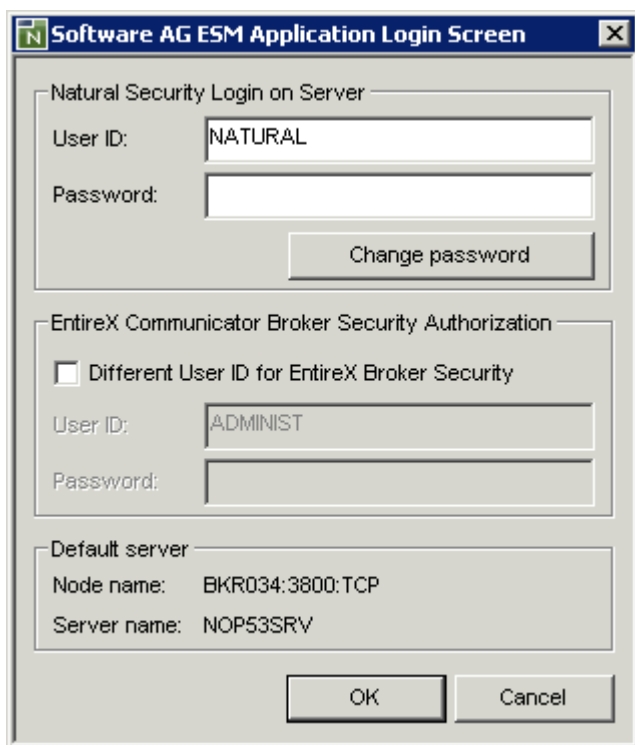 N Software AG ESM Application Login Screen
Natural Security Login on Server
User ID: NATURAL
Password:
Change password
EntireX Communicator Broker Security Authorization
Different User ID for EntireX Broker Security
User ID: ADMINIST
Password:
Default server
Node name: BKR034:3800:TCP
Server name: NOP53SRV
OK Cancel